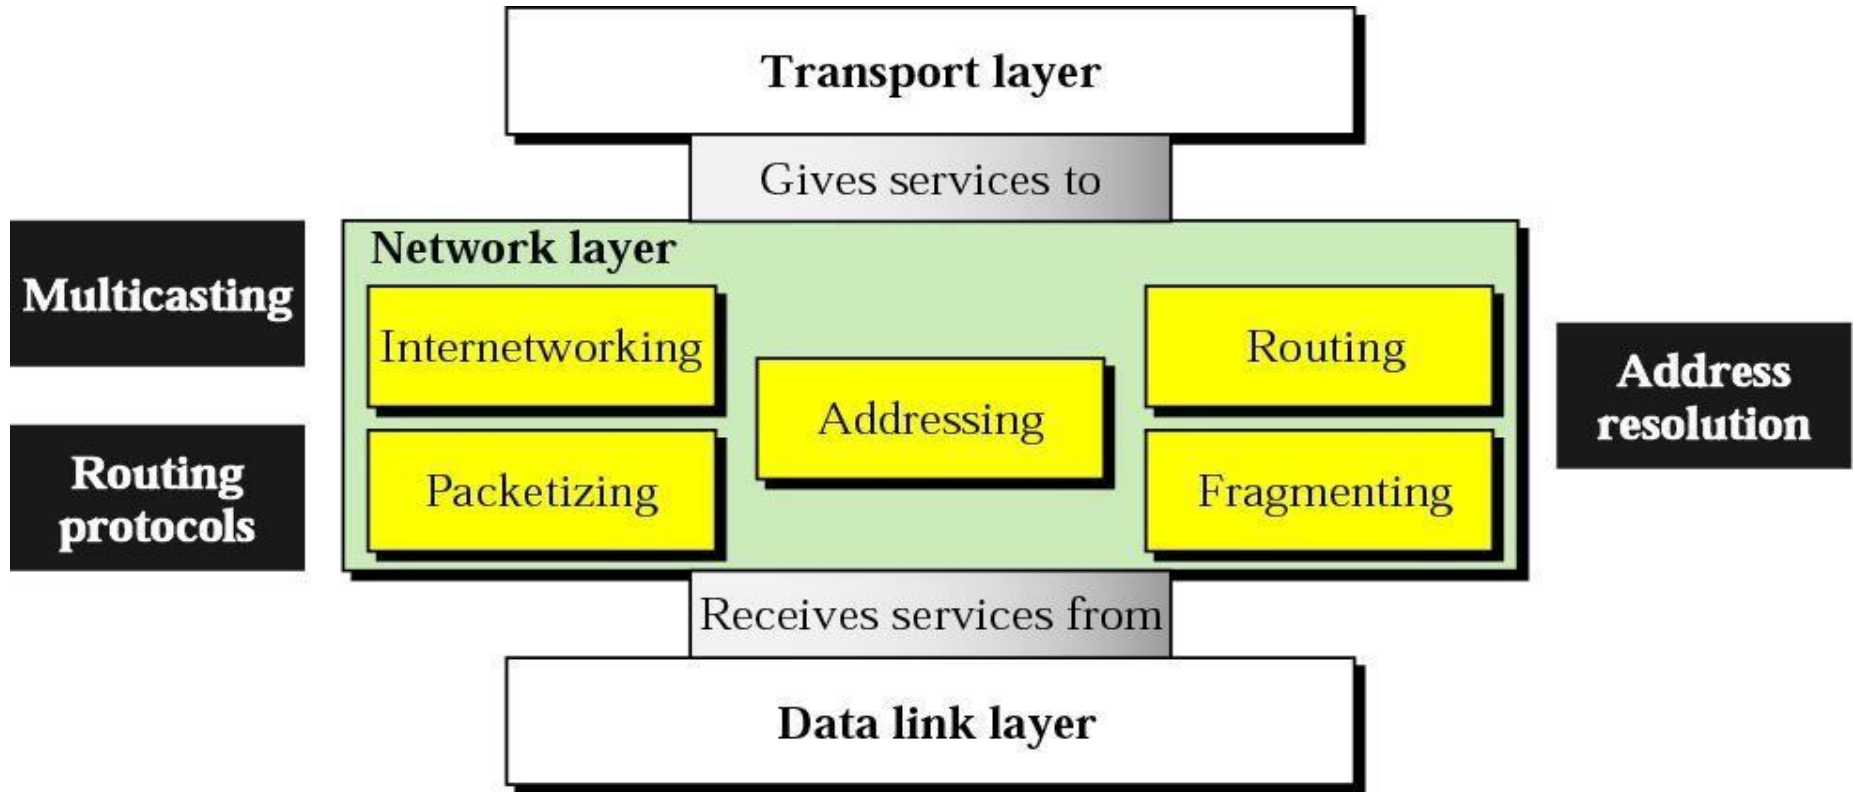 Transport layer
Gives services to
Multicasting
Routing
protocols
Network layer
Internetworking
Packetizing
Addressing
Routing
Fragmenting
Address
resolution
Receives services from
Data link layer